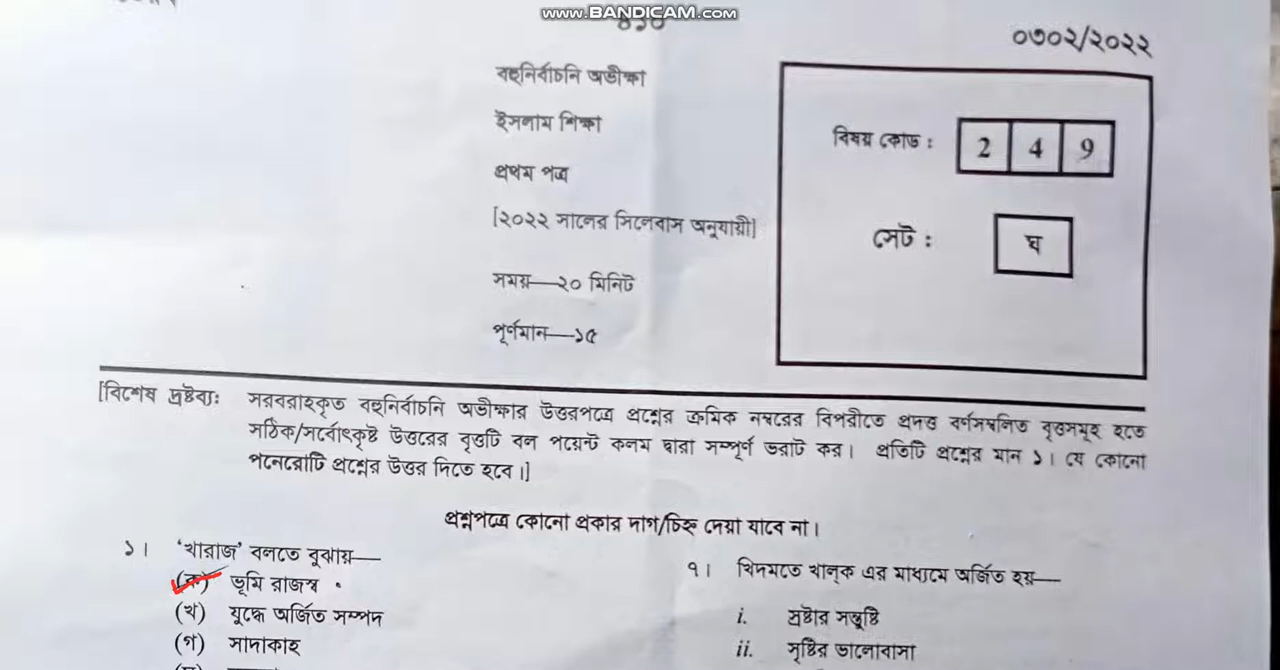 www.BANDICAM.com
০৩০২/২০২২
বহুনির্বাচনি অভীক্ষা
ইসলাম শিক্ষা
প্রথম পত্র
[২০২২ সালের সিলেবাস অনুযায়ী]
সময়—২০ মিনিট
পূর্ণমান—১৫
বিষয় কোড : 2 4 9
সেট : ঘ
[বিশেষ দ্রষ্টব্য: সরবরাহকৃত বহুনির্বাচনি অভীক্ষার উত্তরপত্রে প্রশ্নের ক্রমিক নম্বরের বিপরীতে প্রদত্ত বর্ণসম্বলিত বৃত্তসমূহ হতে
সঠিক/সর্বোৎকৃষ্ট উত্তরের বৃত্তটি বল পয়েন্ট কলম দ্বারা সম্পূর্ণ ভরাট কর। প্রতিটি প্রশ্নের মান ১। যে কোনো
পনেরোটি প্রশ্নের উত্তর দিতে হবে।]
প্রশ্নপত্রে কোনো প্রকার দাগ/চিহ্ন দেয়া যাবে না।
১। ‘খারাজ’ বলতে বুঝায়—
(ক) ভূমি রাজস্ব
(খ) যুদ্ধে অর্জিত সম্পদ
(গ) সাদাকাহ
৭। খিদমতে খাল্‌ক এর মাধ্যমে অর্জিত হয়—
i. স্রষ্টার সন্তুষ্টি
ii. সৃষ্টির ভালোবাসা